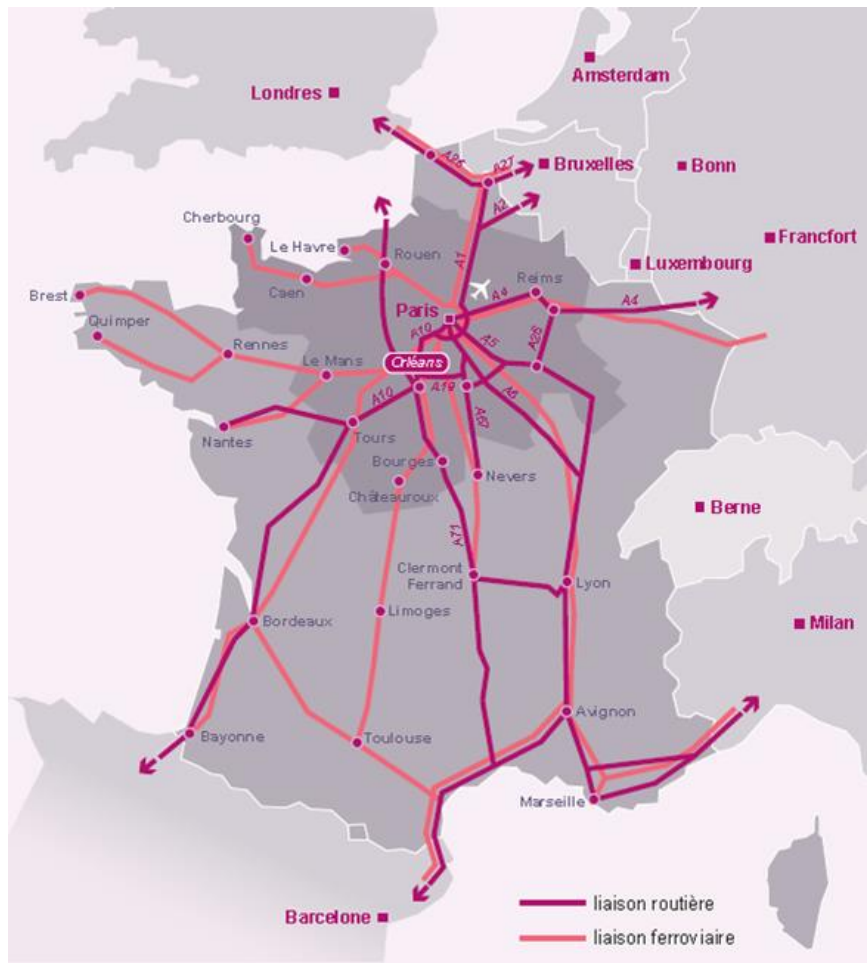 Amsterdam
Londres
A26
A27
Bruxelles
Bonn
A2
Cherbourg
Le Havre
Rouen
A1
Francfort
Luxembourg
Caen
Reims
A4
A4
Brest
Paris
Quimper
A10
A5
A26
Rennes
Le Mans
Orléans
A6
A10
A19
A67
Nantes
Tours
Bourges
Nevers
Châteauroux
Berne
A71
Clermont
Ferrand
Lyon
Limoges
Bordeaux
Milan
Avignon
Bayonne
Toulouse
Marseille
liaison routière
Barcelone
liaison ferroviaire